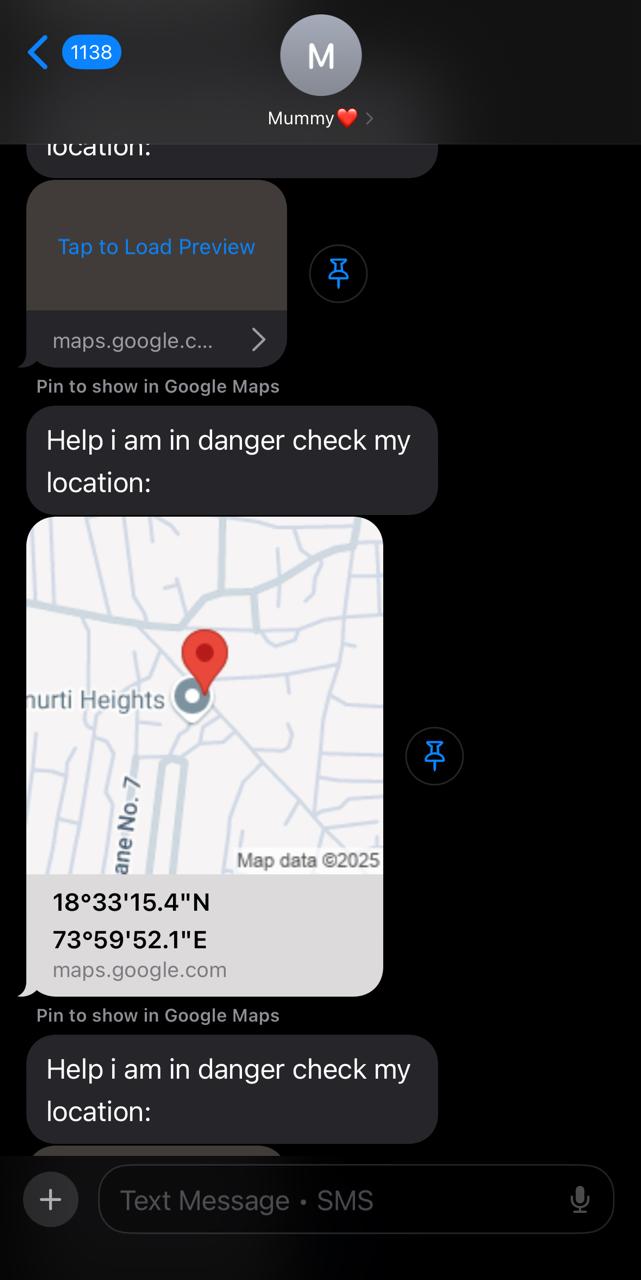 1138
M
Mummy❤️
location:
Tap to Load Preview
maps.google.c...
Pin to show in Google Maps
Help i am in danger check my
location:
nurti Heights
ane No. 7
Map data ©2025
18°33'15.4"N
73°59'52.1"E
maps.google.com
Pin to show in Google Maps
Help i am in danger check my
location:
Text Message • SMS